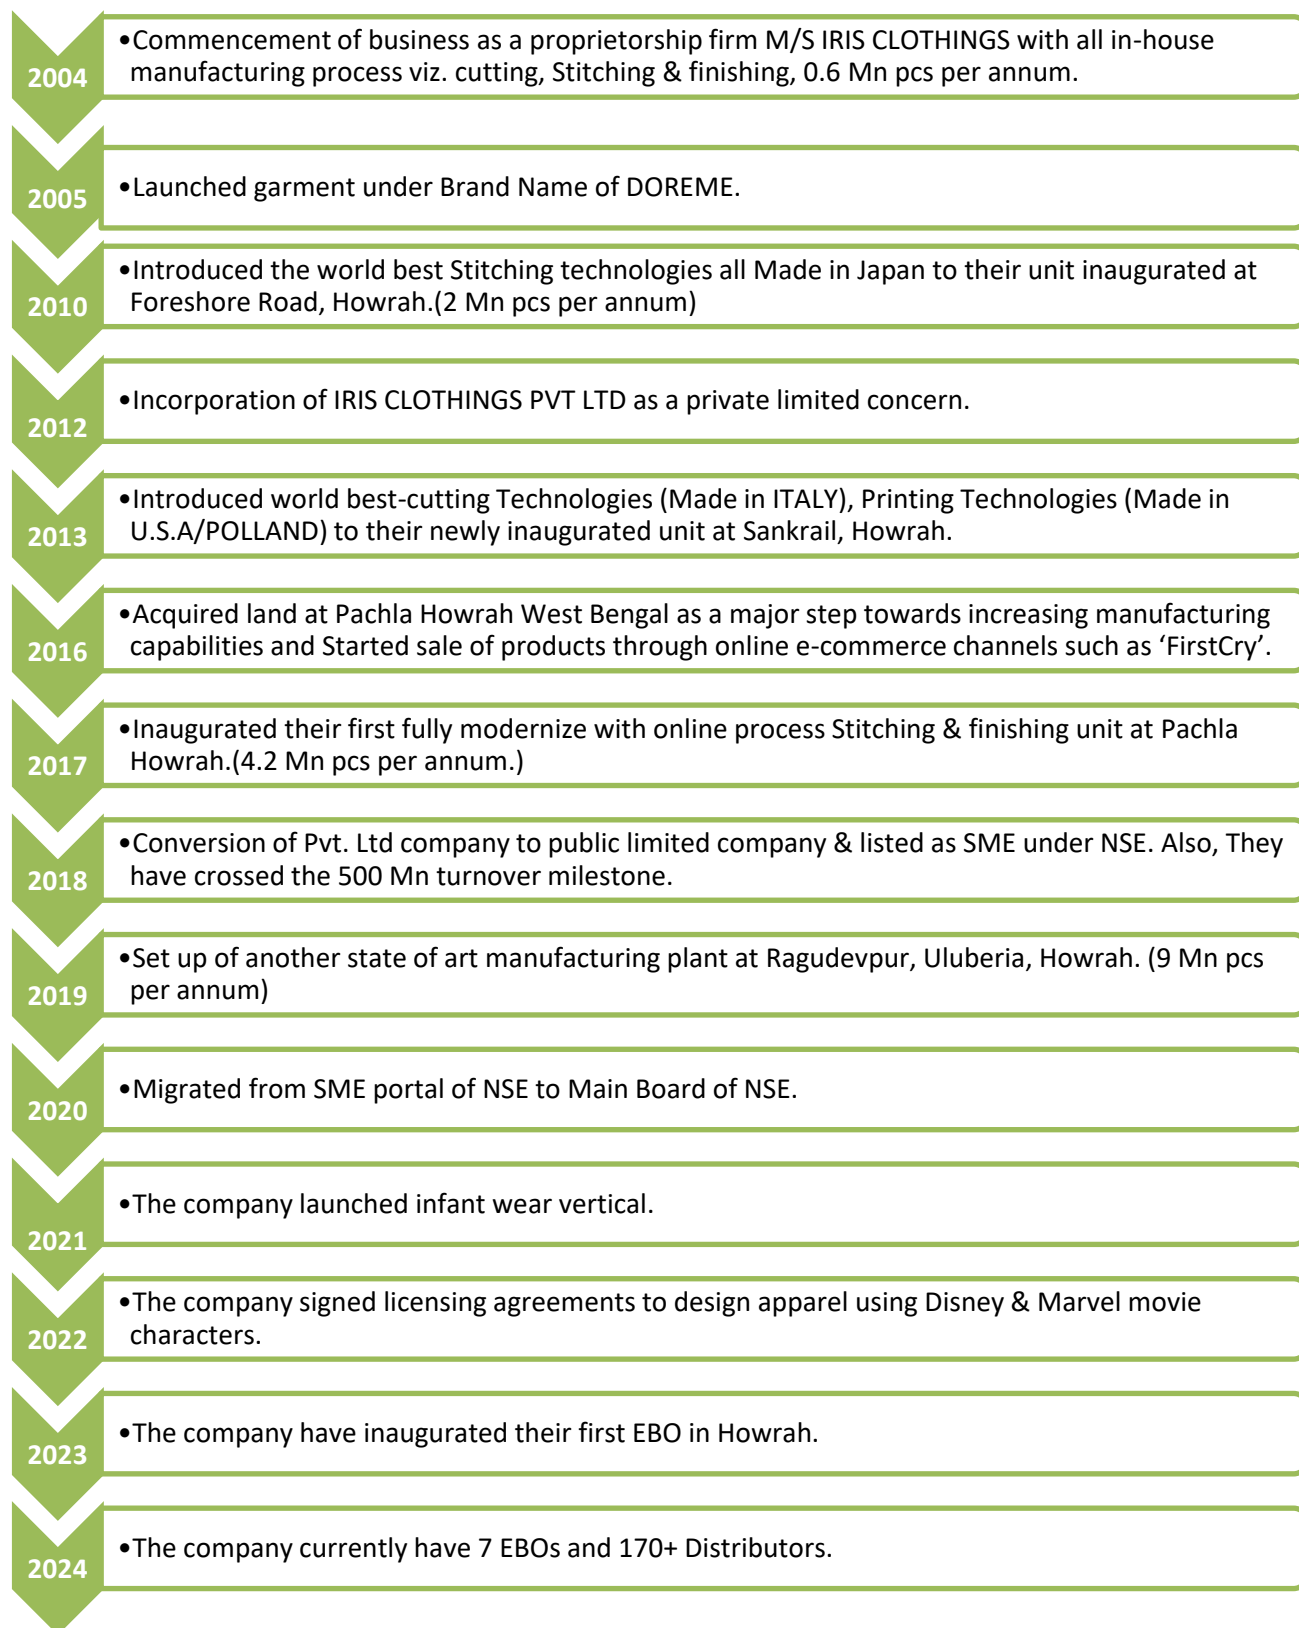 2004
•Commencement of business as a proprietorship firm M/S IRIS CLOTHINGS with all in-house
manufacturing process viz. cutting, Stitching & finishing, 0.6 Mn pcs per annum.
2005
•Launched garment under Brand Name of DOREME.
2010
•Introduced the world best Stitching technologies all Made in Japan to their unit inaugurated at
Foreshore Road, Howrah.(2 Mn pcs per annum)
2012
•Incorporation of IRIS CLOTHINGS PVT LTD as a private limited concern.
2013
•Introduced world best-cutting Technologies (Made in ITALY), Printing Technologies (Made in
U.S.A/POLLAND) to their newly inaugurated unit at Sankrail, Howrah.
2016
•Acquired land at Pachla Howrah West Bengal as a major step towards increasing manufacturing
capabilities and Started sale of products through online e-commerce channels such as ‘FirstCry’.
2017
•Inaugurated their first fully modernize with online process Stitching & finishing unit at Pachla
Howrah.(4.2 Mn pcs per annum.)
2018
•Conversion of Pvt. Ltd company to public limited company & listed as SME under NSE. Also, They
have crossed the 500 Mn turnover milestone.
2019
•Set up of another state of art manufacturing plant at Ragudevpur, Uluberia, Howrah. (9 Mn pcs
per annum)
2020
•Migrated from SME portal of NSE to Main Board of NSE.
2021
•The company launched infant wear vertical.
2022
•The company signed licensing agreements to design apparel using Disney & Marvel movie
characters.
2023
•The company have inaugurated their first EBO in Howrah.
2024
•The company currently have 7 EBOs and 170+ Distributors.